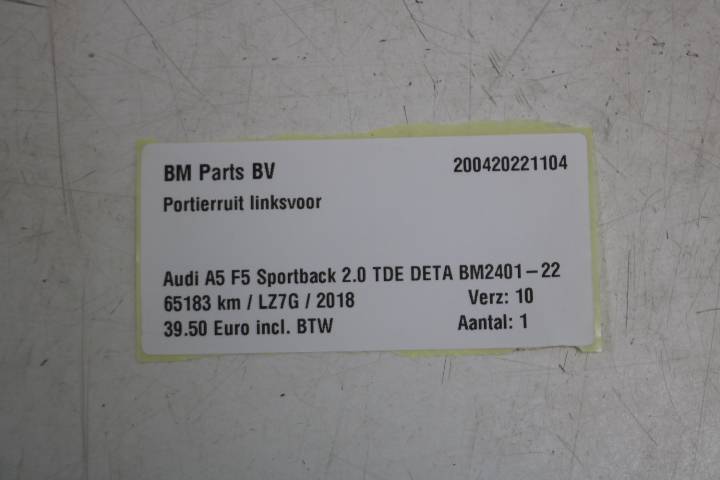 BM Parts BV 200420221104
Portierruit linksvoor
Audi A5 F5 Sportback 2.0 TDE DETA BM2401-22
65183 km / LZ7G / 2018 Verz: 10
39.50 Euro incl. BTW Aantal: 1